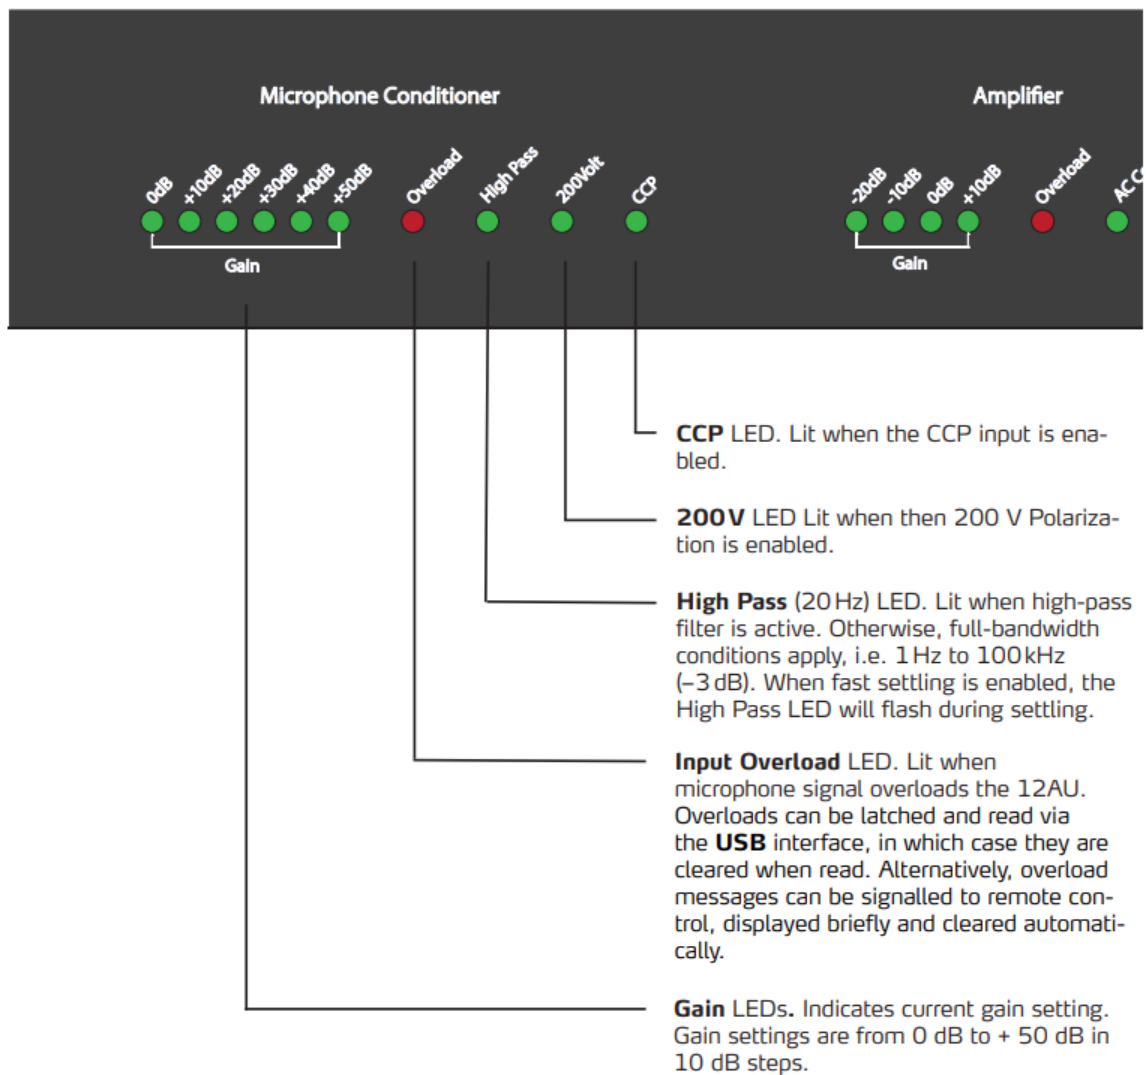 Microphone Conditioner
Amplifier
0dB
+10dB
+20dB
+30dB
+40dB
+50dB
Overload
High Pass
200Volt
CCP
-20dB
-10dB
0dB
+10dB
Overload
AC
Gain
Gain
CCP LED. Lit when the CCP input is ena-
bled.
200 V LED Lit when then 200 V Polariza-
tion is enabled.
High Pass (20 Hz) LED. Lit when high-pass
filter is active. Otherwise, full-bandwidth
conditions apply, i.e. 1 Hz to 100 kHz
(–3 dB). When fast settling is enabled, the
High Pass LED will flash during settling.
Input Overload LED. Lit when
microphone signal overloads the 12AU.
Overloads can be latched and read via
the USB interface, in which case they are
cleared when read. Alternatively, overload
messages can be signalled to remote con-
trol, displayed briefly and cleared automati-
cally.
Gain LEDs. Indicates current gain setting.
Gain settings are from 0 dB to + 50 dB in
10 dB steps.